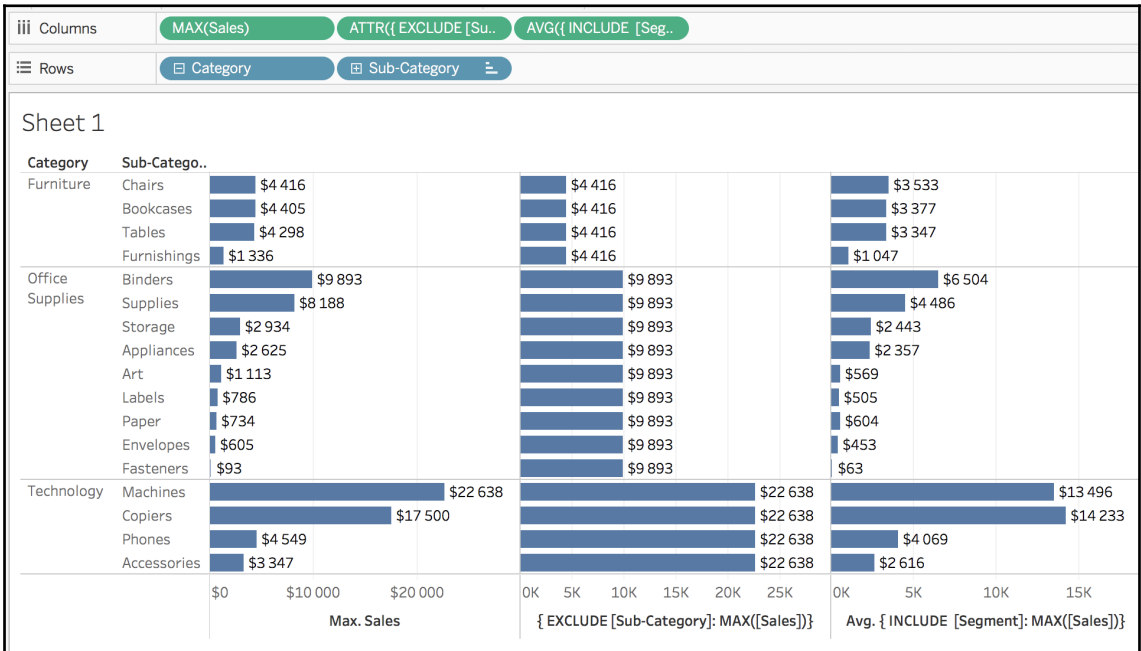 Columns MAX(Sales) ATTR({ EXCLUDE [Su.. AVG({ INCLUDE [Seg..
Rows Category Sub-Category
Sheet 1
Category Sub-Catego..
Furniture Chairs $4 416 $4 416 $3 533
Bookcases $4 405 $4 416 $3 377
Tables $4 298 $4 416 $3 347
Furnishings $1 336 $4 416 $1 047
Office Binders $9 893 $9 893 $6 504
Supplies Supplies $8 188 $9 893 $4 486
Storage $2 934 $9 893 $2 443
Appliances $2 625 $9 893 $2 357
Art $1 113 $9 893 $569
Labels $786 $9 893 $505
Paper $734 $9 893 $604
Envelopes $605 $9 893 $453
Fasteners $93 $9 893 $63
Technology Machines $22 638 $22 638 $13 496
Copiers $17 500 $22 638 $14 233
Phones $4 549 $22 638 $4 069
Accessories $3 347 $22 638 $2 616
$0 $10 000 $20 000 0K 5K 10K 15K 20K 25K 0K 5K 10K 15K
Max. Sales { EXCLUDE [Sub-Category]: MAX([Sales])} Avg. { INCLUDE [Segment]: MAX([Sales])}